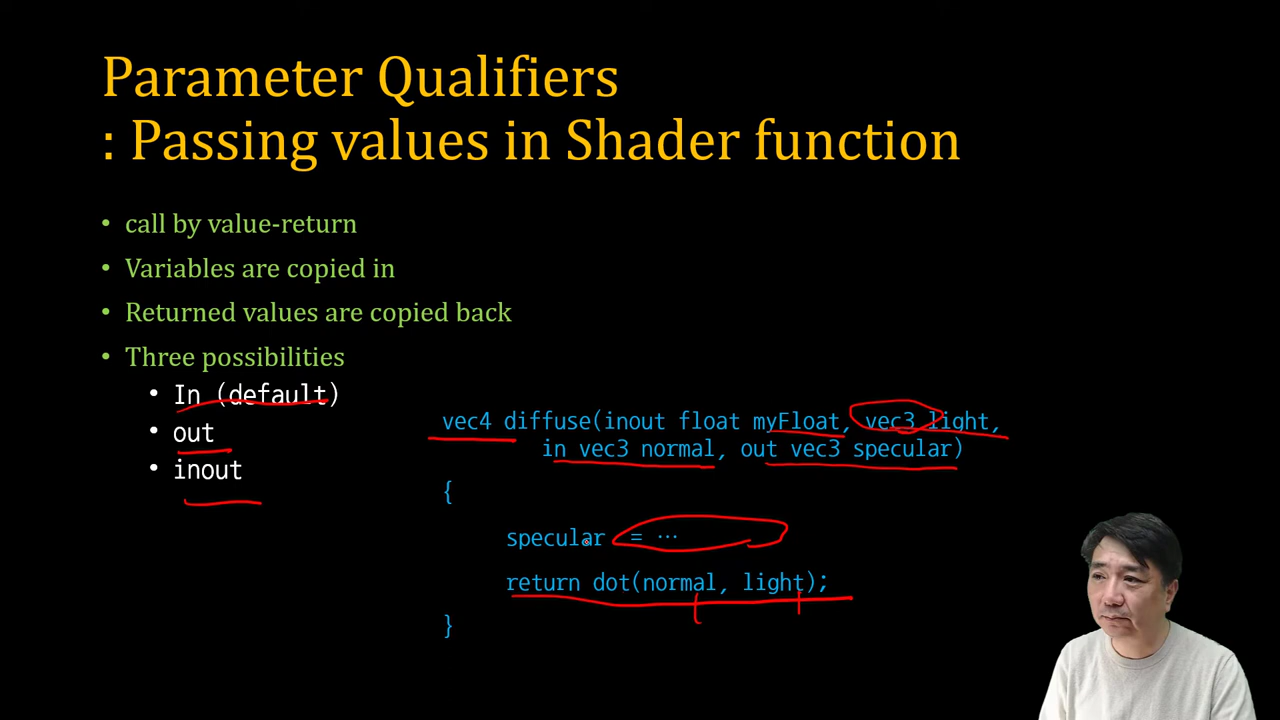 Parameter Qualifiers
: Passing values in Shader function
• call by value-return
• Variables are copied in
• Returned values are copied back
• Three possibilities
• In (default)
• out
• inout
vec4 diffuse(inout float myFloat, vec3 light,
in vec3 normal, out vec3 specular)
{
specular = …
return dot(normal, light);
}